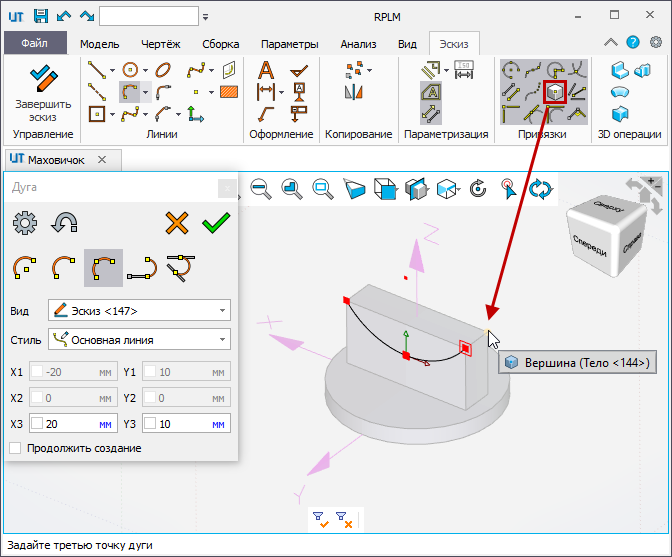 UT
RPLM
Файл Модель Чертёж Сборка Параметры Анализ Вид Эскиз
Завершить
эскиз
Управление Линии Оформление Копирование Параметризация Привязки 3D операции
UT Маховичок
Дуга
Вид Эскиз <147>
Стиль Основная линия
X1 -20 мм Y1 10 мм
X2 0 мм Y2 0 мм
X3 20 мм Y3 10 мм
Продолжить создание
Z
X
Y
Сверху
Спереди
Справа
Вершина (Тело <144>)
Задайте третью точку дуги